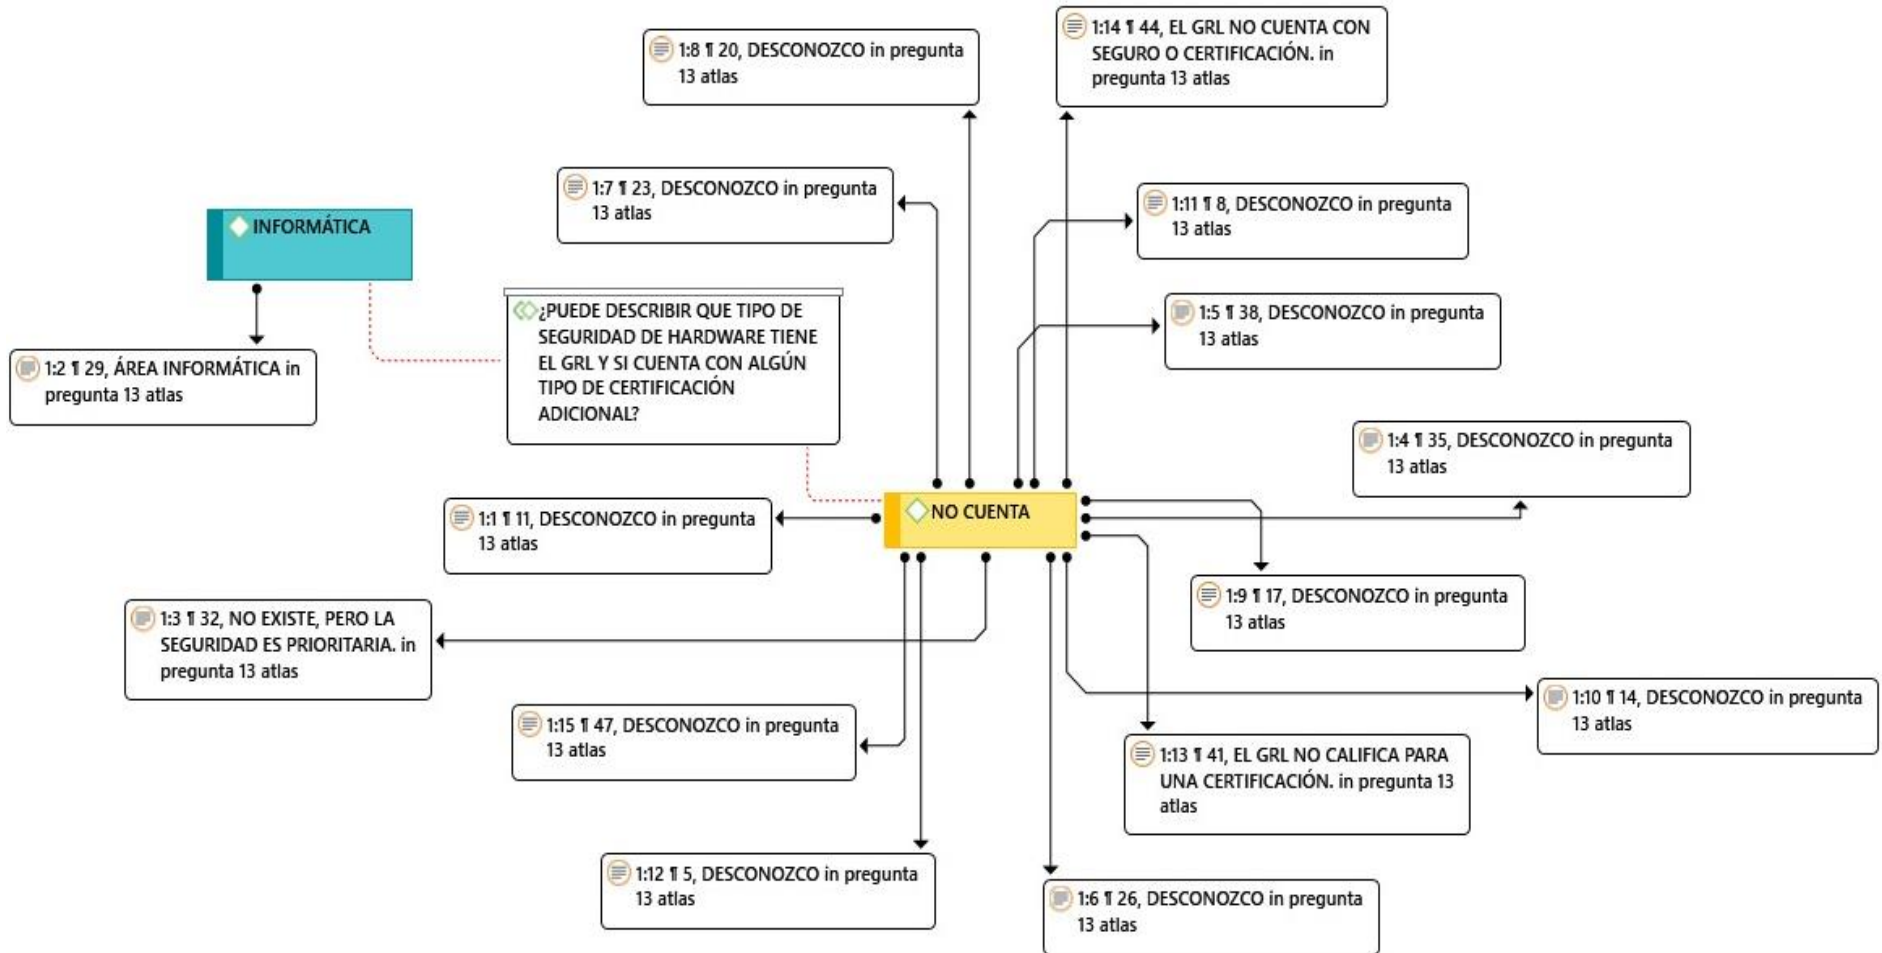 1:14 ¶ 44, EL GRL NO CUENTA CON
SEGURO O CERTIFICACIÓN. in
pregunta 13 atlas
1:8 ¶ 20, DESCONOZCO in pregunta
13 atlas
1:7 ¶ 23, DESCONOZCO in pregunta
13 atlas
1:11 ¶ 8, DESCONOZCO in pregunta
13 atlas
INFORMÁTICA
¿PUEDE DESCRIBIR QUE TIPO DE
SEGURIDAD DE HARDWARE TIENE
EL GRL Y SI CUENTA CON ALGÚN
TIPO DE CERTIFICACIÓN
ADICIONAL?
1:5 ¶ 38, DESCONOZCO in pregunta
13 atlas
1:2 ¶ 29, ÁREA INFORMÁTICA in
pregunta 13 atlas
1:4 ¶ 35, DESCONOZCO in pregunta
13 atlas
1:1 ¶ 11, DESCONOZCO in pregunta
13 atlas
NO CUENTA
1:9 ¶ 17, DESCONOZCO in pregunta
13 atlas
1:3 ¶ 32, NO EXISTE, PERO LA
SEGURIDAD ES PRIORITARIA. in
pregunta 13 atlas
1:10 ¶ 14, DESCONOZCO in pregunta
13 atlas
1:15 ¶ 47, DESCONOZCO in pregunta
13 atlas
1:13 ¶ 41, EL GRL NO CALIFICA PARA
UNA CERTIFICACIÓN. in pregunta 13
atlas
1:12 ¶ 5, DESCONOZCO in pregunta
13 atlas
1:6 ¶ 26, DESCONOZCO in pregunta
13 atlas